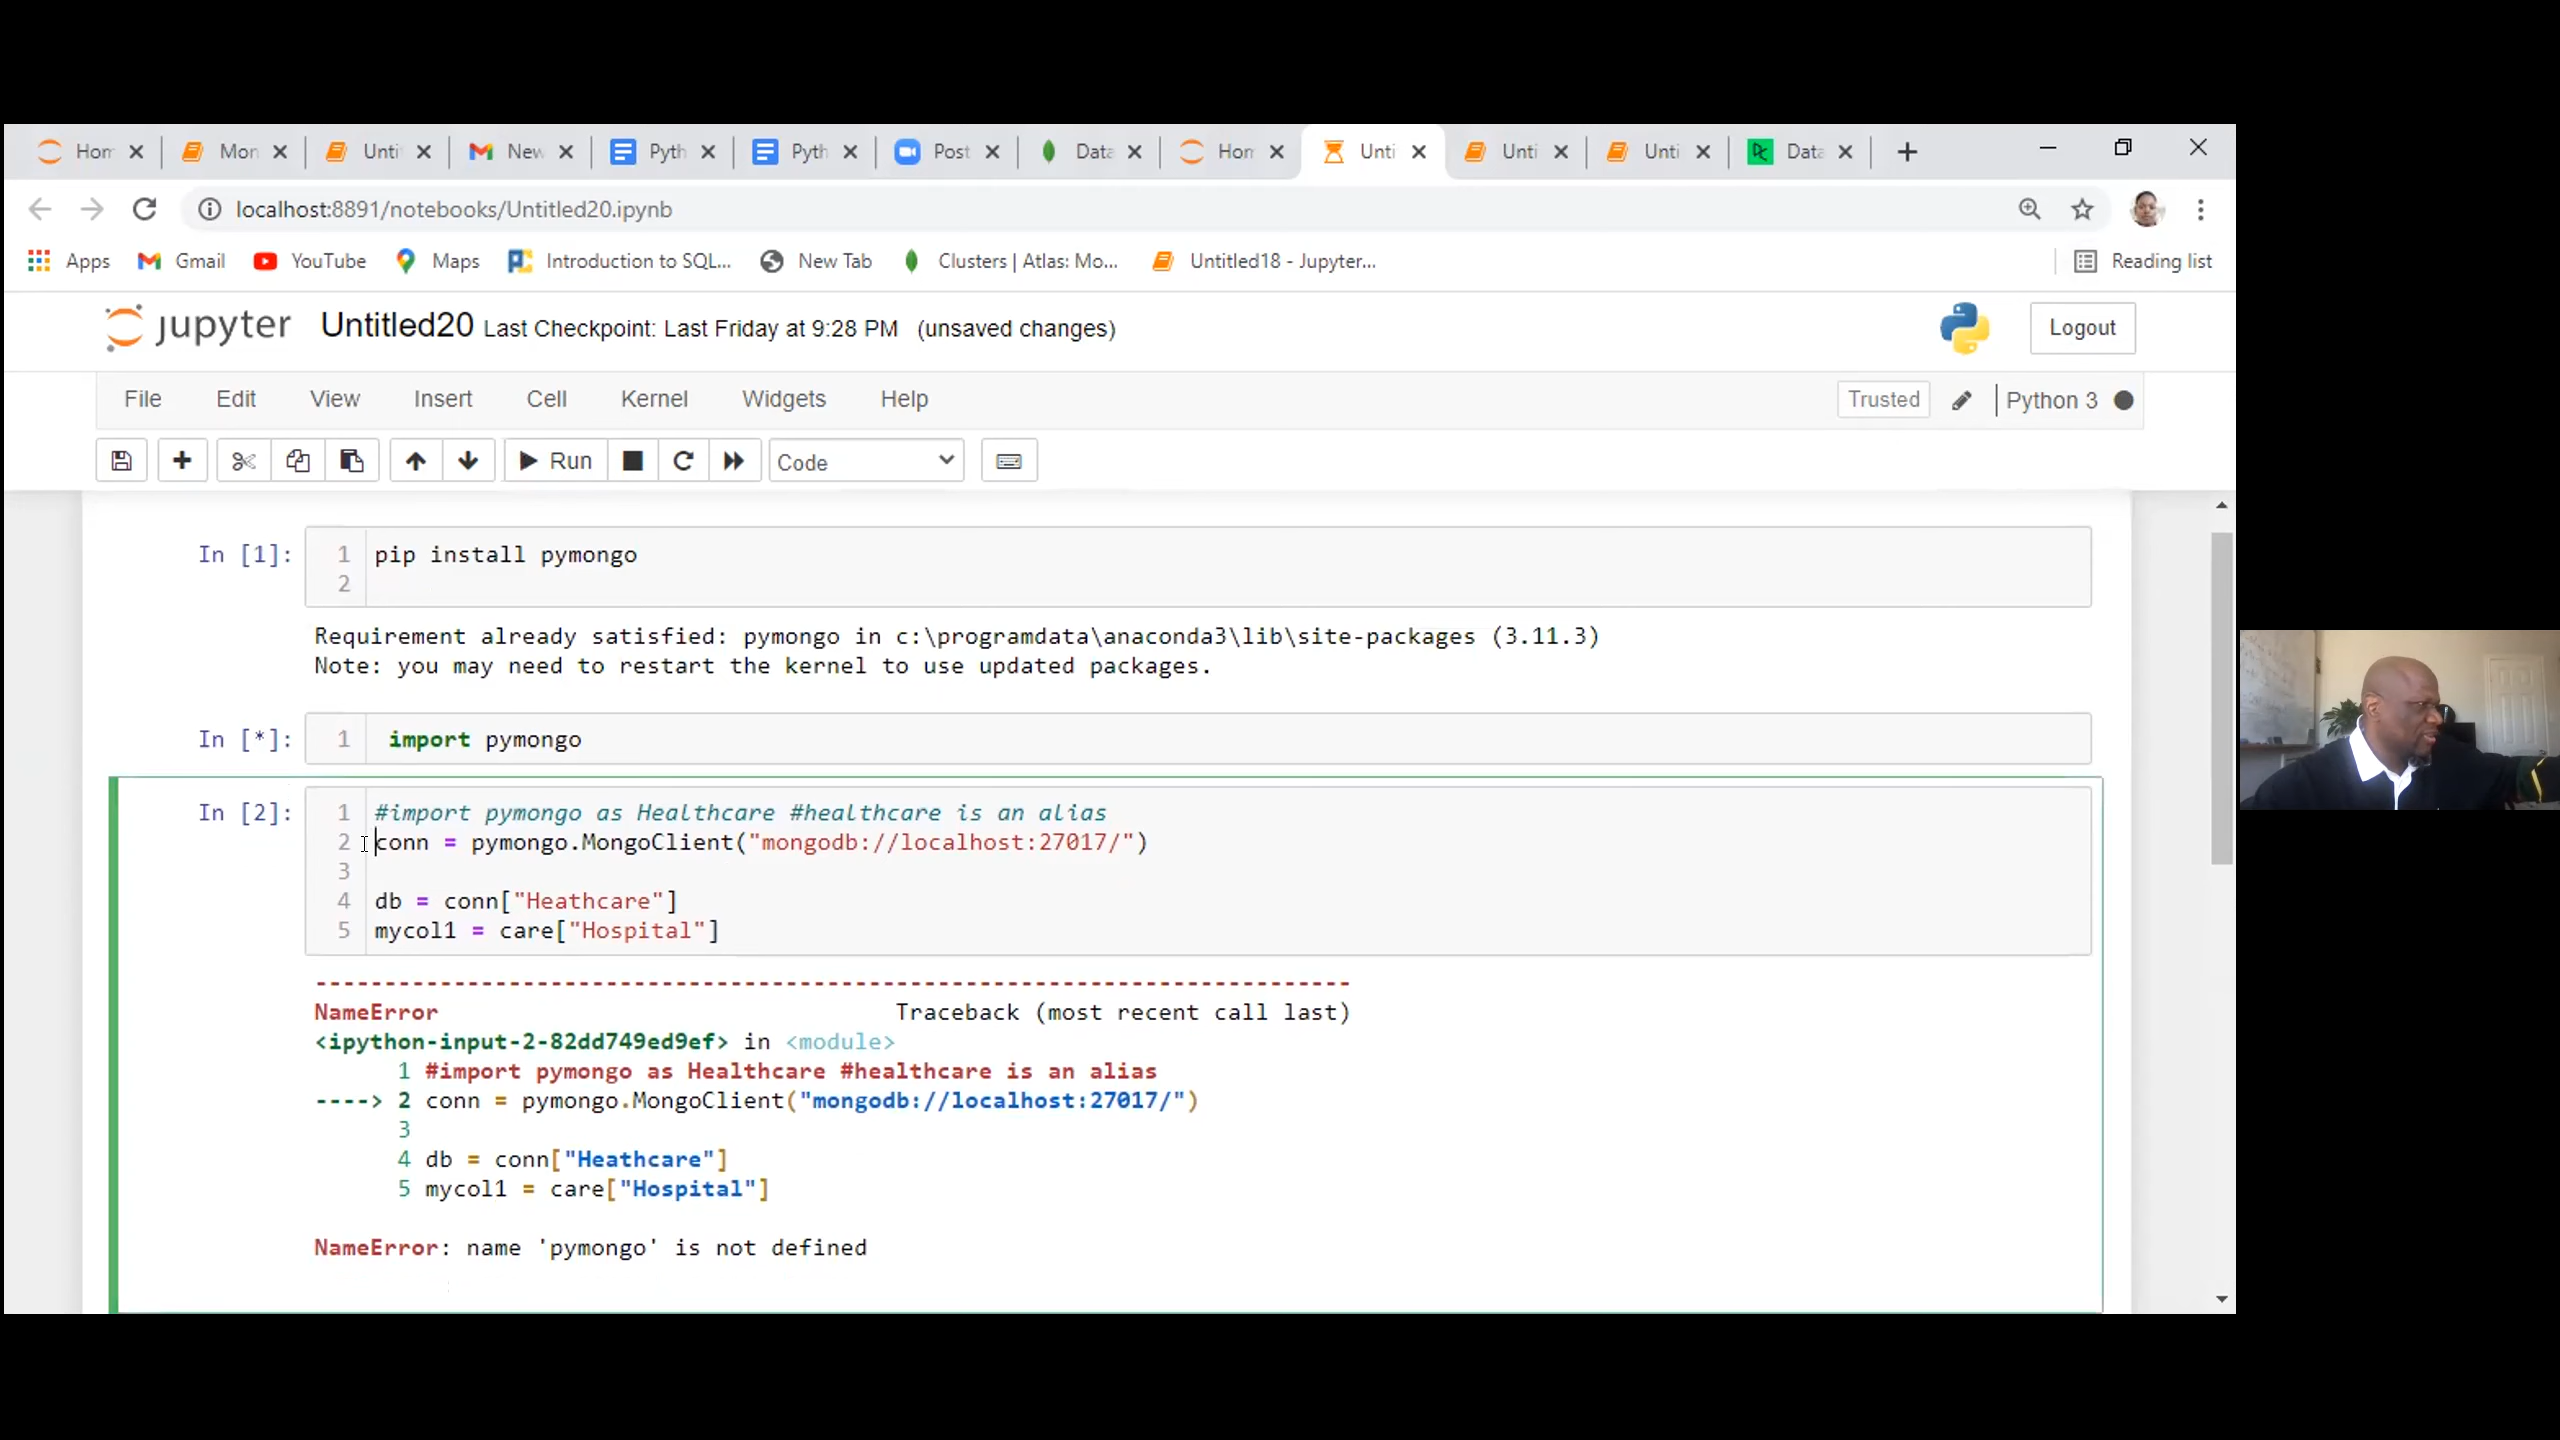 Hom
Mon
Unti
New
Pyth
Pyth
Post
Data
Hom
Unti
Unti
Unti
DC
Data
localhost:8891/notebooks/Untitled20.ipynb
Apps
Gmail
YouTube
Maps
Introduction to SQL...
New Tab
Clusters | Atlas: Mo...
Untitled18 - Jupyter...
Reading list
jupyter
Untitled20 Last Checkpoint: Last Friday at 9:28 PM (unsaved changes)
Logout
File
Edit
View
Insert
Cell
Kernel
Widgets
Help
Trusted
Python 3
Run
Code
In [1]:
1 pip install pymongo
2
Requirement already satisfied: pymongo in c:\programdata\anaconda3\lib\site-packages (3.11.3)
Note: you may need to restart the kernel to use updated packages.
In [*]:
1 import pymongo
In [2]:
1 #import pymongo as Healthcare #healthcare is an alias
2 conn = pymongo.MongoClient("mongodb://localhost:27017/")
3
4 db = conn["Heathcare"]
5 mycol1 = care["Hospital"]
---------------------------------------------------------------------------
NameError Traceback (most recent call last)
<ipython-input-2-82dd749ed9ef> in <module>
1 #import pymongo as Healthcare #healthcare is an alias
----> 2 conn = pymongo.MongoClient("mongodb://localhost:27017/")
3
4 db = conn["Heathcare"]
5 mycol1 = care["Hospital"]
NameError: name 'pymongo' is not defined